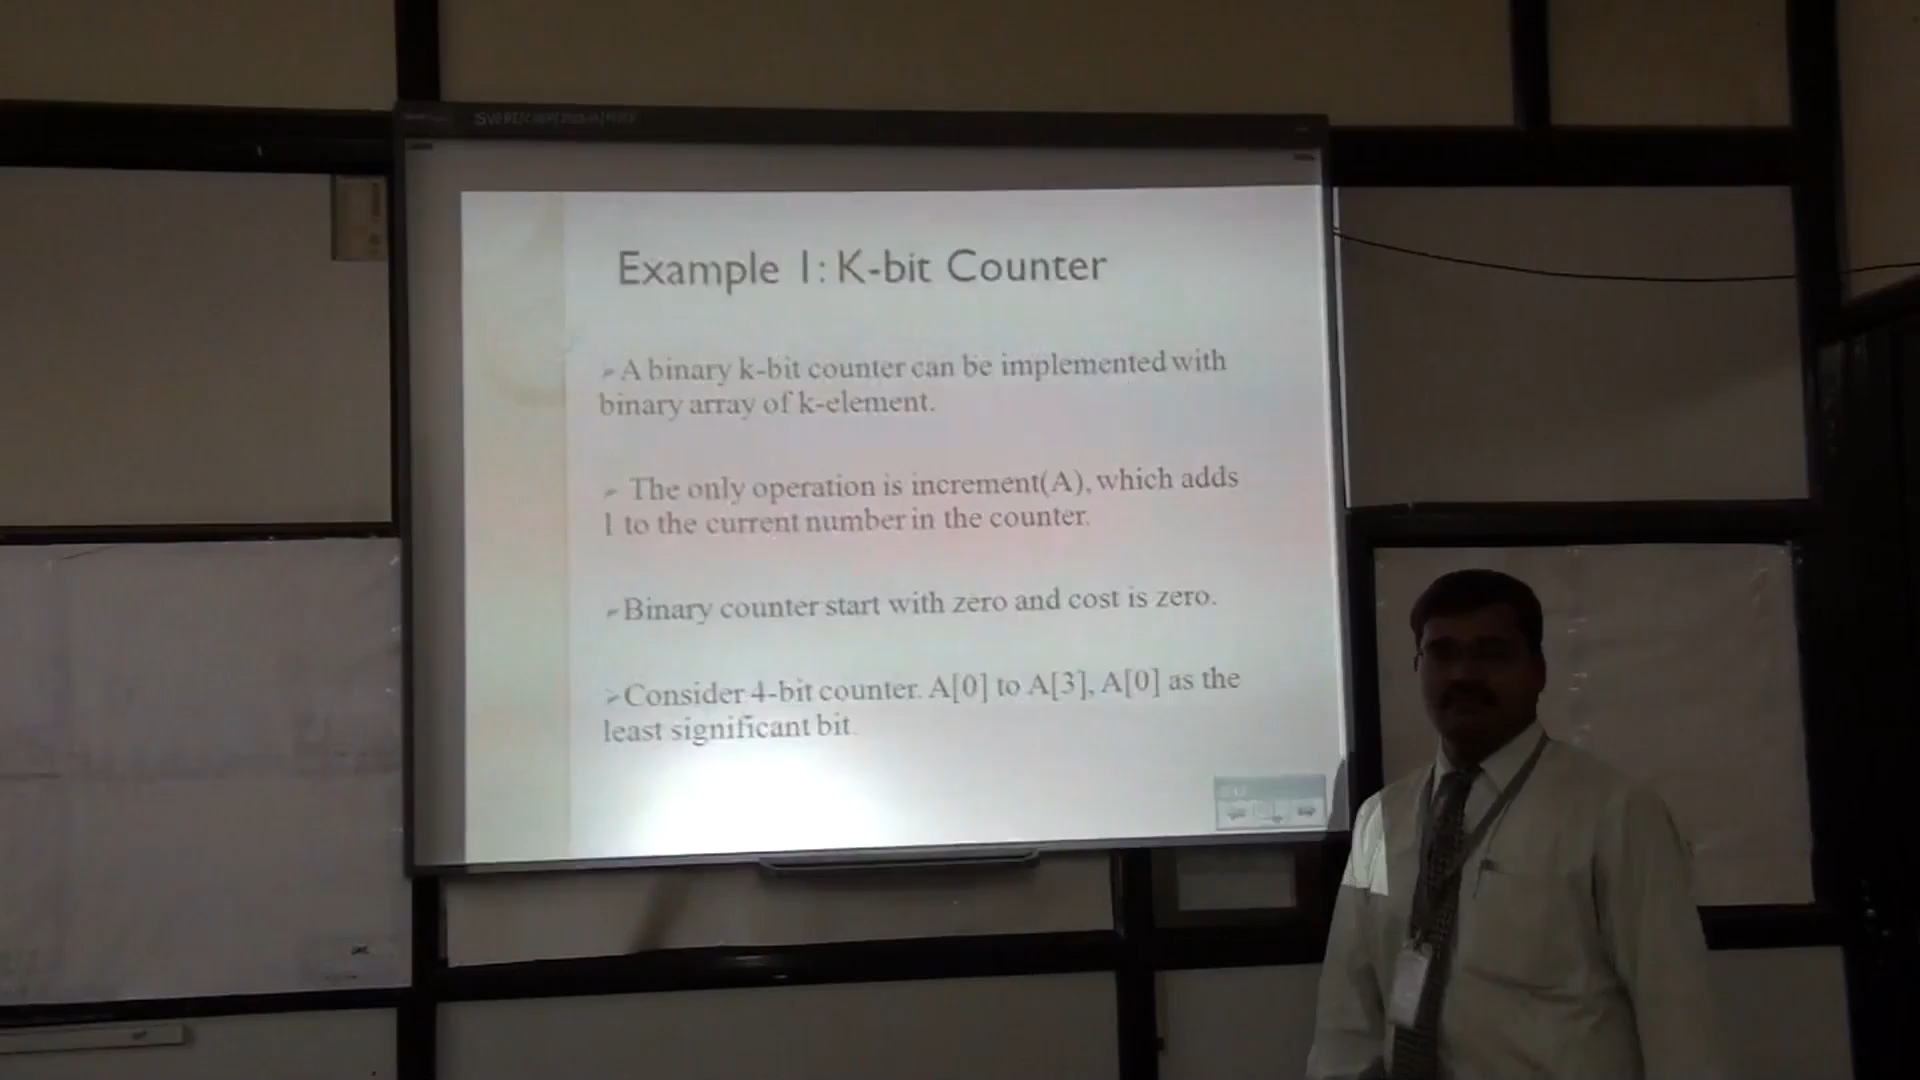 Example 1: K-bit Counter
A binary k-bit counter can be implemented with
binary array of k-element.
The only operation is increment(A), which adds
1 to the current number in the counter.
Binary counter start with zero and cost is zero.
Consider 4-bit counter. A[0] to A[3], A[0] as the
least significant bit.